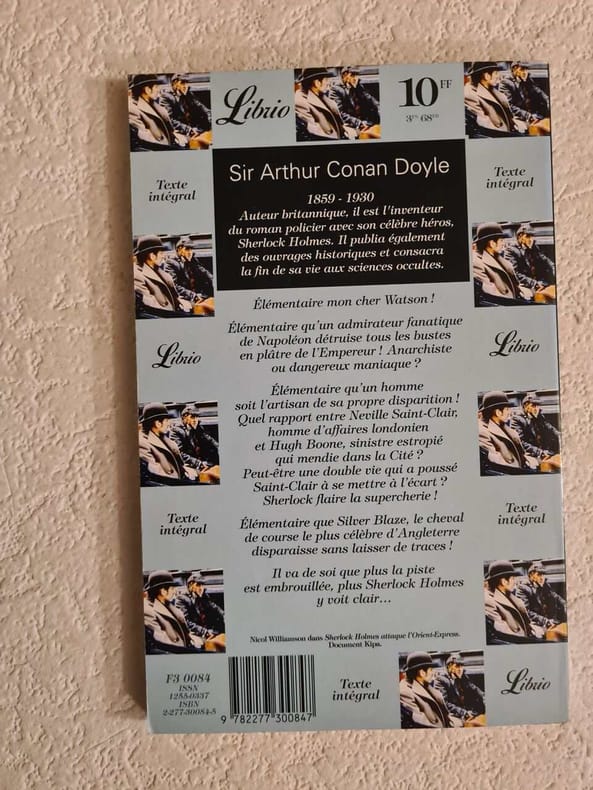 Librio
10 FF
3Pts 68Pts
Sir Arthur Conan Doyle
1859 - 1930
Auteur britannique, il est l'inventeur
du roman policier avec son célèbre héros,
Sherlock Holmes. Il publia également
des ouvrages historiques et consacra
la fin de sa vie aux sciences occultes.
Texte
intégral
Texte
intégral
Élémentaire mon cher Watson !
Élémentaire qu'un admirateur fanatique
de Napoléon détruise tous les bustes
en plâtre de l'Empereur ! Anarchiste
ou dangereux maniaque ?
Librio
Librio
Élémentaire qu'un homme
soit l'artisan de sa propre disparition !
Quel rapport entre Neville Saint-Clair,
homme d'affaires londonien
et Hugh Boone, sinistre estropié
qui mendie dans la Cité ?
Peut-être une double vie qui a poussé
Saint-Clair à se mettre à l'écart ?
Sherlock flaire la supercherie !
Texte
intégral
Texte
intégral
Élémentaire que Silver Blaze, le cheval
de course le plus célèbre d'Angleterre
disparaisse sans laisser de traces !
Il va de soi que plus la piste
est embrouillée, plus Sherlock Holmes
y voit clair...
Nicol Williamson dans Sherlock Holmes attaque l'Orient-Express.
Document Kipa.
F3 0084
ISSN
1255-0337
ISBN
2-277-30084-5
9 782277 300847
Texte
intégral
Librio